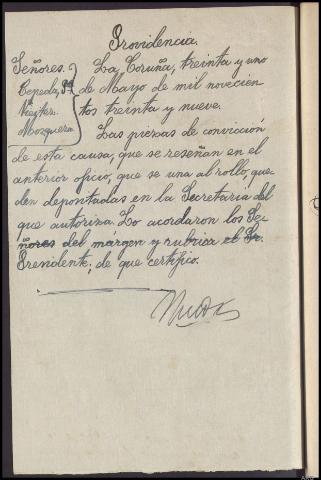 Providencia.
Señores. La Coruña, treinta y uno
Cepeda, de Mayo de mil novecien
Vieítez. tos treinta y nueve.
Mosquera Las piezas de convicción
de esta causa, que se reseñan en el
anterior oficio, que se una al rollo, que
den depositadas en la Secretaría del
que autoriza. Lo acordaron los Se
ñores del márgen y rubrica el Sr.
Presidente; de que certifico.